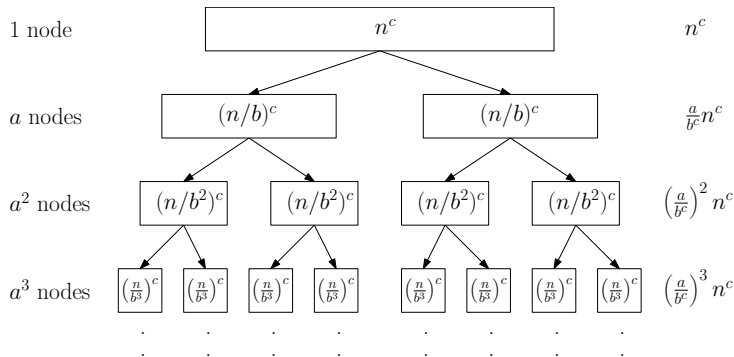 1 node n^c n^c
a nodes (n/b)^c (n/b)^c a/b^c n^c
a^2 nodes (n/b^2)^c (n/b^2)^c (n/b^2)^c (n/b^2)^c (a/b^c)^2 n^c
a^3 nodes (n/b^3)^c (n/b^3)^c (n/b^3)^c (n/b^3)^c (n/b^3)^c (n/b^3)^c (n/b^3)^c (n/b^3)^c (a/b^c)^3 n^c
. . . . . . . .
. . . . . . . .